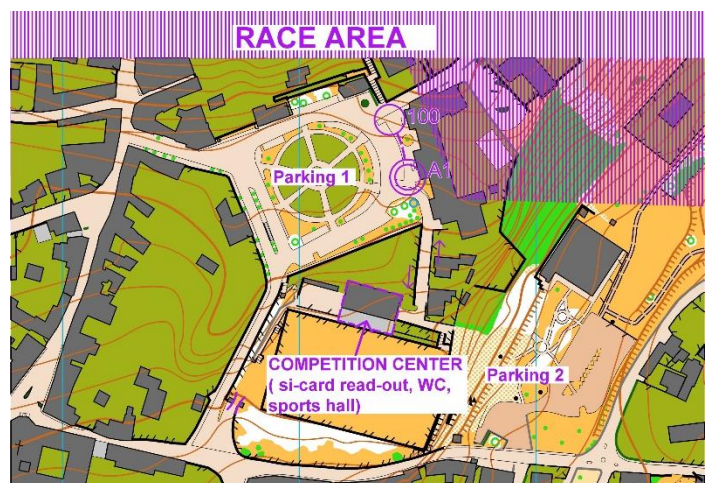 RACE AREA
100
Parking 1
A1
COMPETITION CENTER
( si-card read-out, WC,
sports hall)
Parking 2